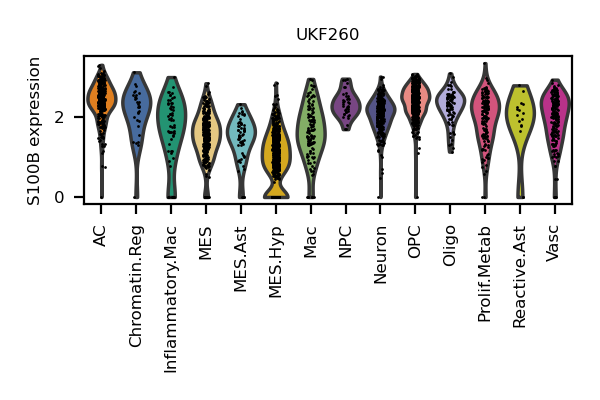 UKF260
S100B expression
2
0
AC
Chromatin.Reg
Inflammatory.Mac
MES
MES.Ast
MES.Hyp
Mac
NPC
Neuron
OPC
Oligo
Prolif.Metab
Reactive.Ast
Vasc